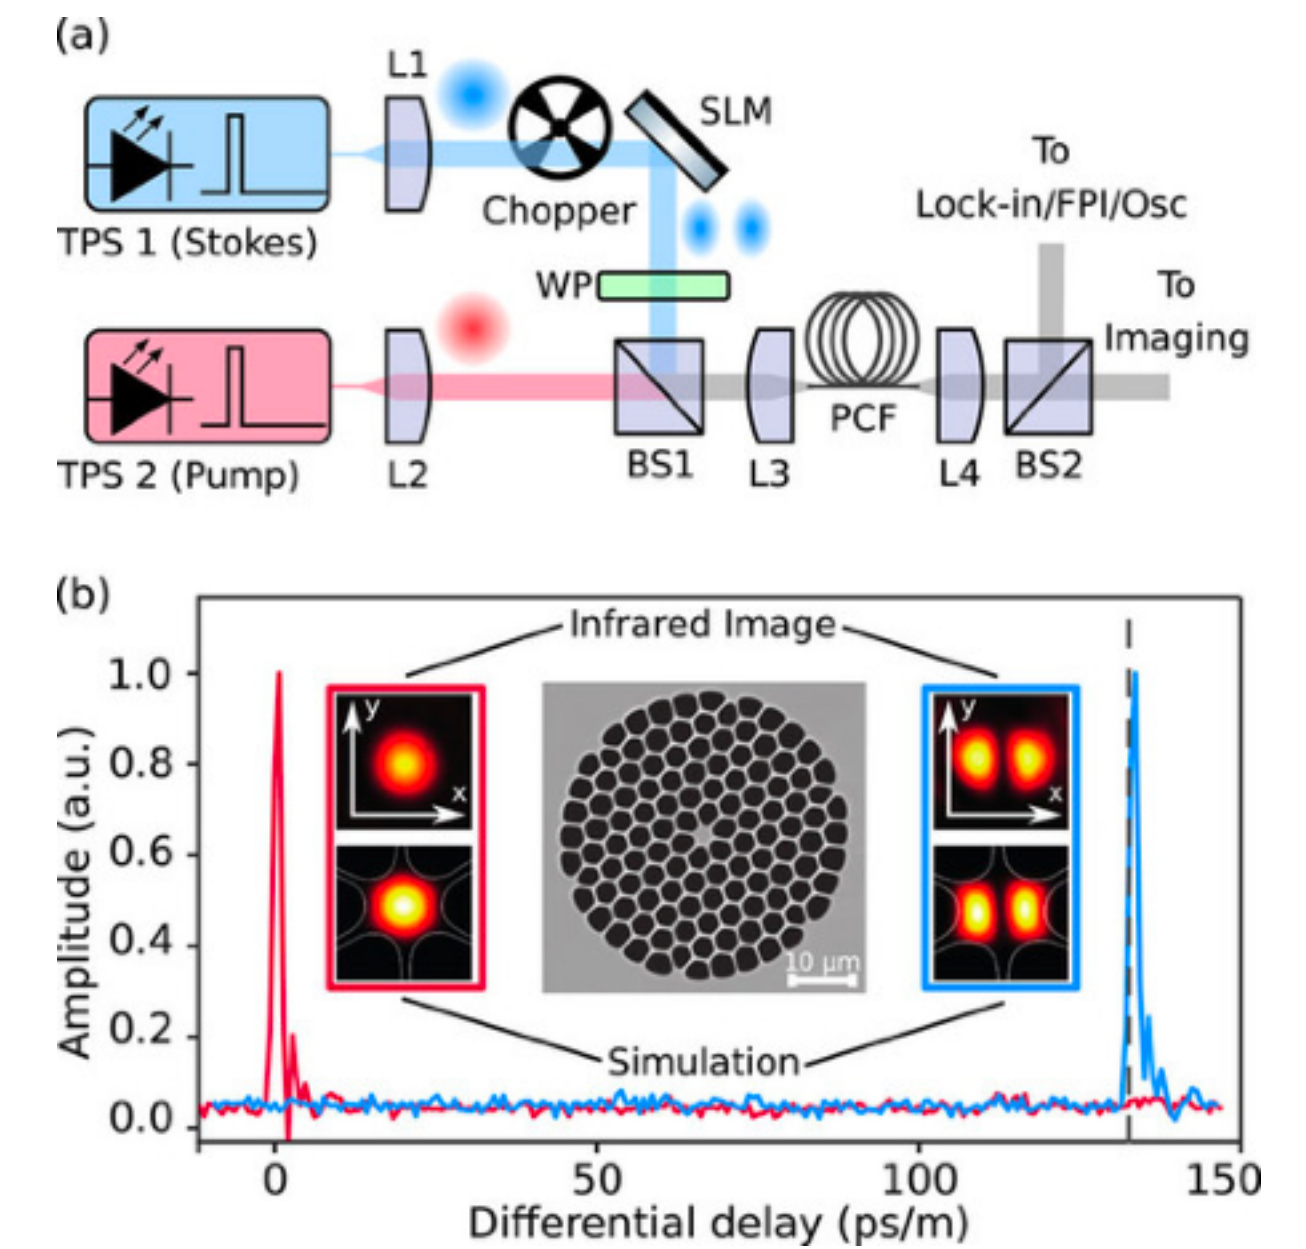 (a)
L1
SLM
Chopper
TPS 1 (Stokes)
To
Lock-in/FPI/Osc
WP
To
Imaging
TPS 2 (Pump)
L2
BS1
L3
PCF
L4
BS2
(b)
Infrared Image
1.0
0.8
0.6
0.4
0.2
0.0
Amplitude (a.u.)
y
x
y
x
10 µm
Simulation
0
50
100
150
Differential delay (ps/m)